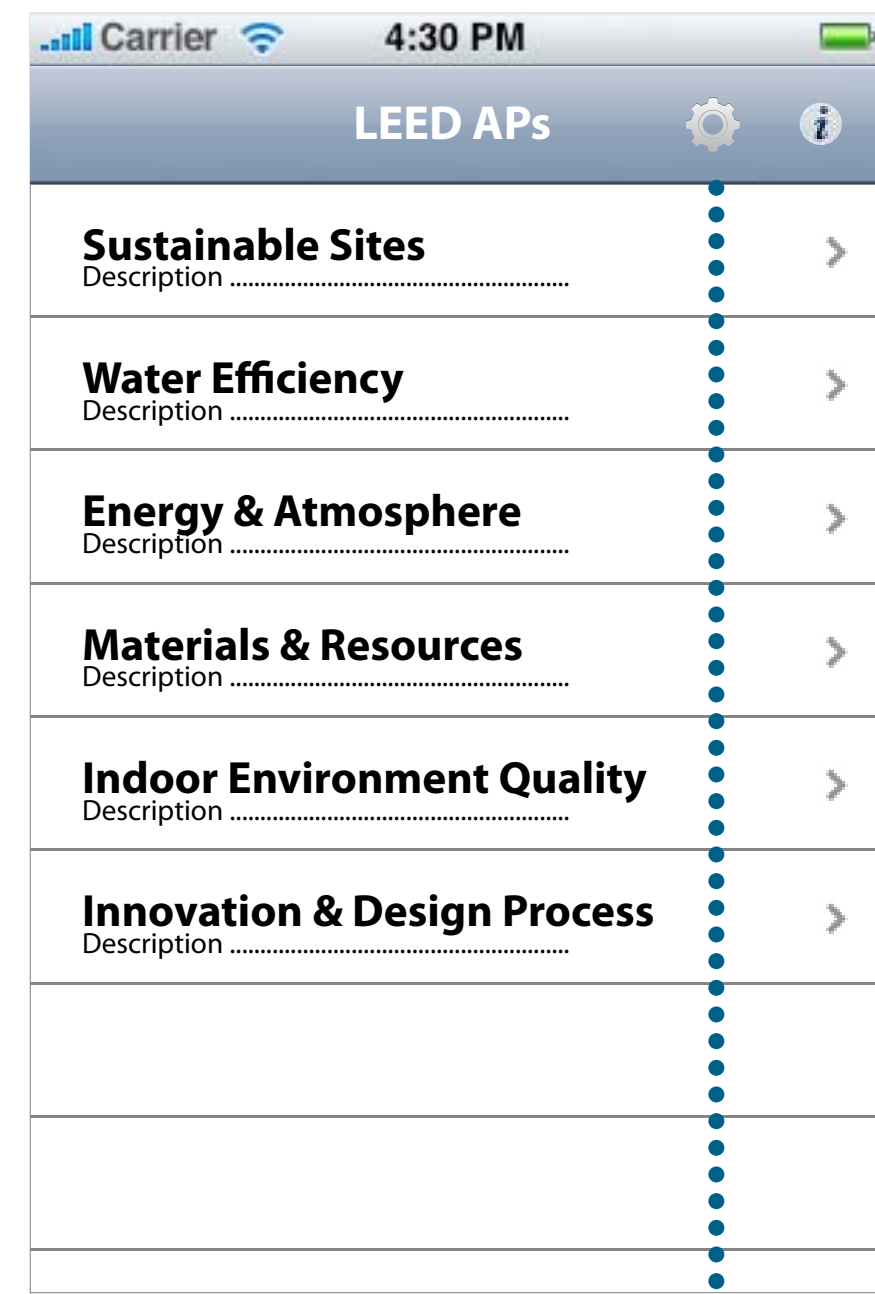 Carrier 4:30 PM
LEED APs
Sustainable Sites
Description .........................................................
Water Efficiency
Description .........................................................
Energy & Atmosphere
Description .........................................................
Materials & Resources
Description .........................................................
Indoor Environment Quality
Description .........................................................
Innovation & Design Process
Description .........................................................